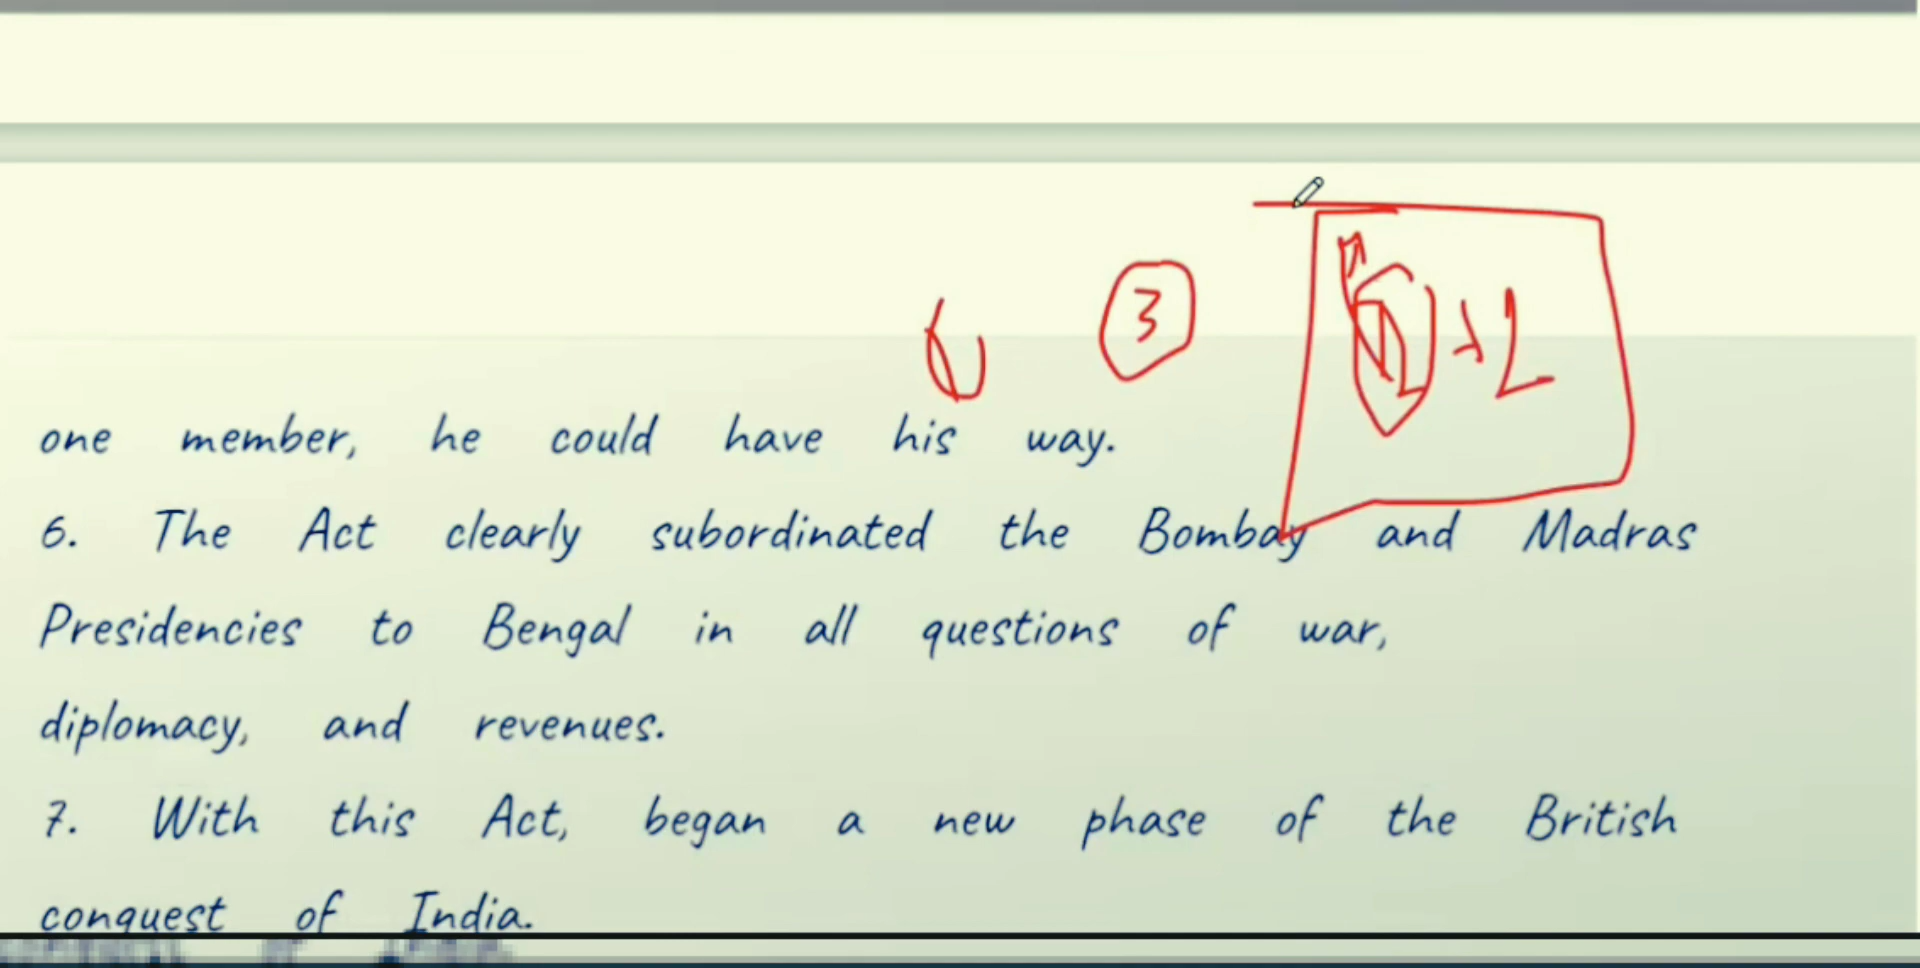 3
one member, he could have his way.
6. The Act clearly subordinated the Bombay and Madras
Presidencies to Bengal in all questions of war,
diplomacy, and revenues.
7. With this Act, began a new phase of the British
conquest of India.